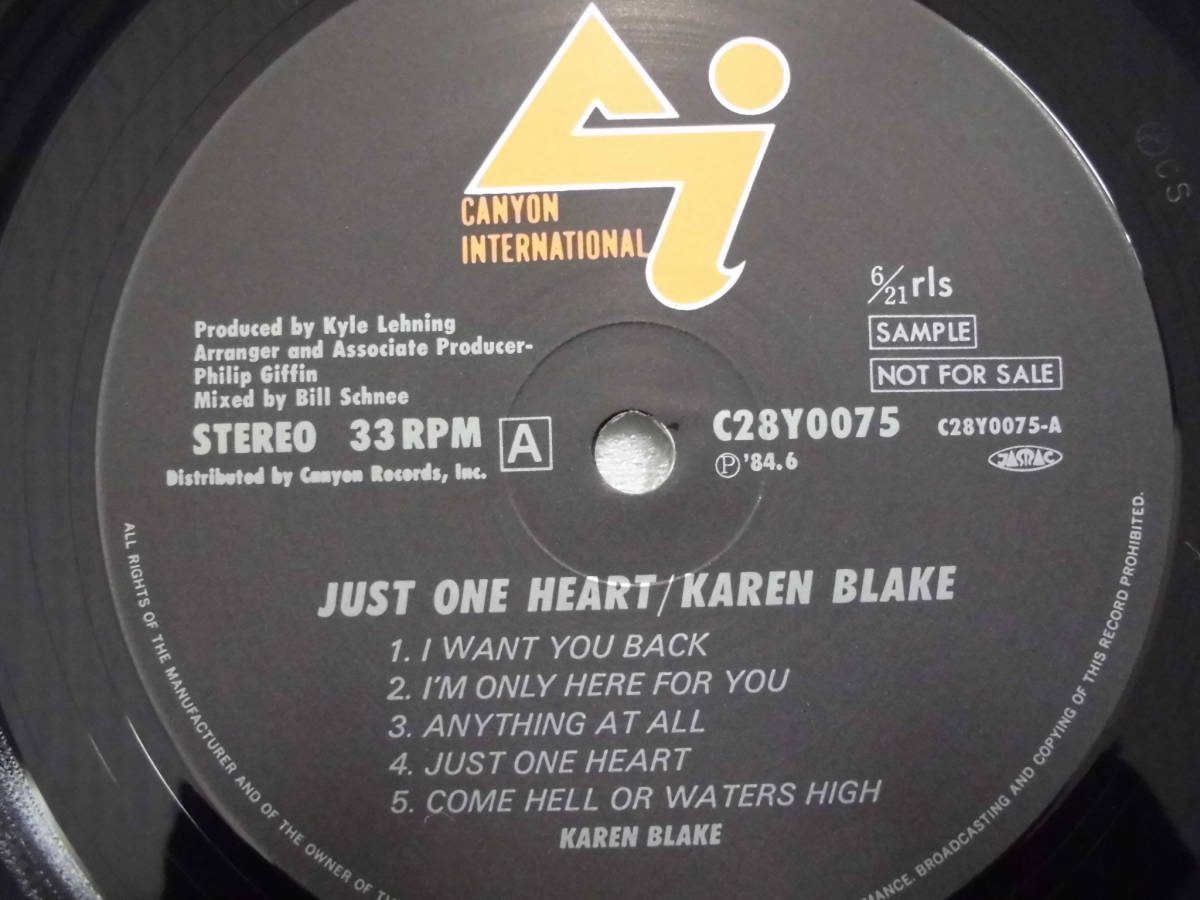 CANYON
INTERNATIONAL
6/21 rls
SAMPLE
NOT FOR SALE
Produced by Kyle Lehning
Arranger and Associate Producer-
Philip Giffin
Mixed by Bill Schnee
STEREO 33RPM A
Distributed by Canyon Records, Inc.
C28Y0075 C28Y0075-A
Ⓟ'84.6
JASRAC
JUST ONE HEART/KAREN BLAKE
1. I WANT YOU BACK
2. I'M ONLY HERE FOR YOU
3. ANYTHING AT ALL
4. JUST ONE HEART
5. COME HELL OR WATERS HIGH
KAREN BLAKE
ALL RIGHTS OF THE MANUFACTURER AND OF THE OWNER OF
BROADCASTING AND COPYING OF THIS RECORD PROHIBITED.
CS